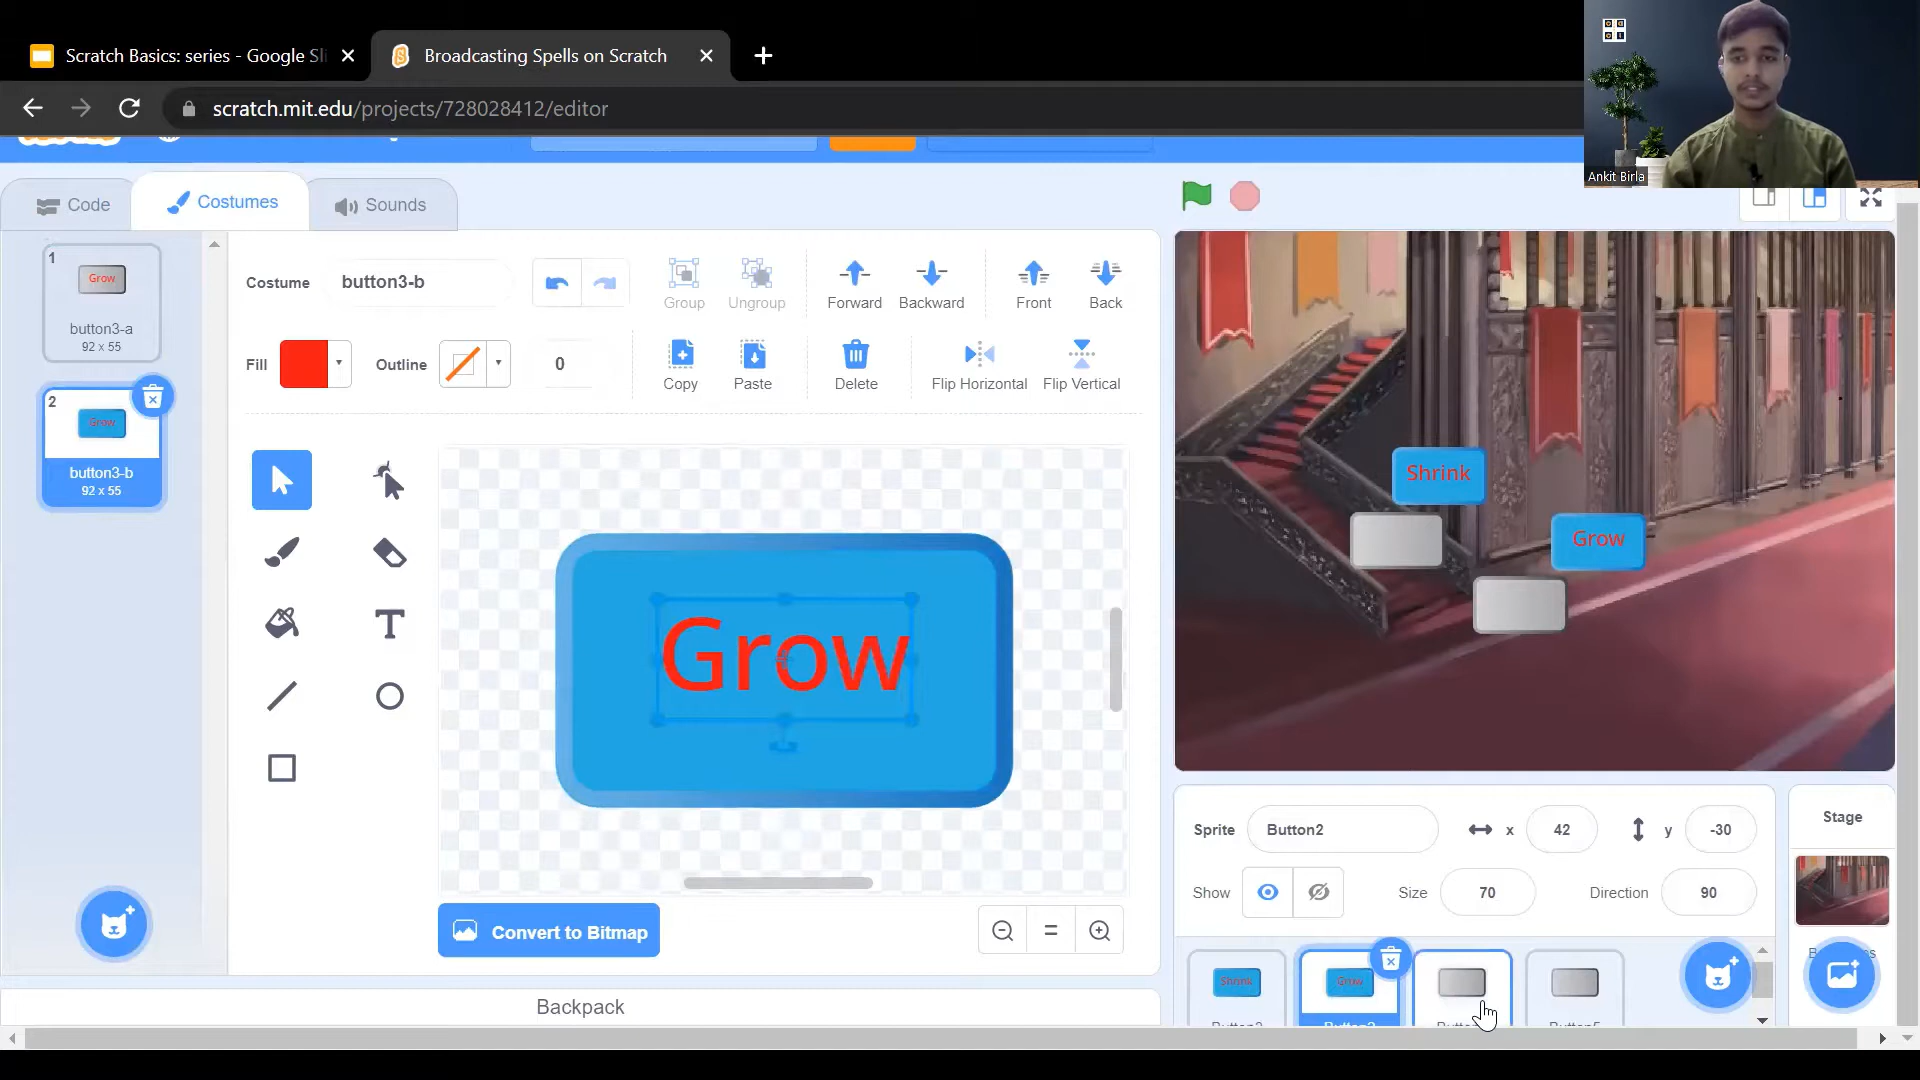 Scratch Basics: series - Google Sli
Broadcasting Spells on Scratch
scratch.mit.edu/projects/728028412/editor
Ankit Birla
Code
Costumes
Sounds
1
Grow
button3-a
92 x 55
2
Grow
button3-b
92 x 55
Costume
button3-b
Group
Ungroup
Forward
Backward
Front
Back
Fill
Outline
0
Copy
Paste
Delete
Flip Horizontal
Flip Vertical
T
Grow
Convert to Bitmap
Backpack
Shrink
Grow
Sprite
Button2
x
42
y
-30
Show
Size
70
Direction
90
Stage
Shrink
Grow